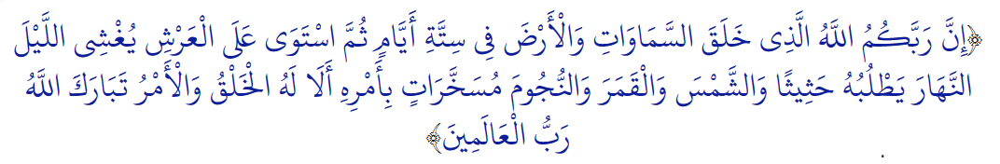 ﴿إِنَّ رَبَّكُمُ اللَّهُ الَّذِى خَلَقَ السَّمَاوَاتِ وَالْأَرْضَ فِى سِتَّةِ أَيَّامٍ ثُمَّ اسْتَوَى عَلَى الْعَرْشِ يُغْشِى اللَّيْلَ
النَّهَارَ يَطْلُبُهُ حَثِيثًا وَالشَّمْسَ وَالْقَمَرَ وَالنُّجُومَ مُسَخَّرَاتٍ بِأَمْرِهِ أَلَا لَهُ الْخَلْقُ وَالْأَمْرُ تَبَارَكَ اللَّهُ
رَبُّ الْعَالَمِينَ﴾